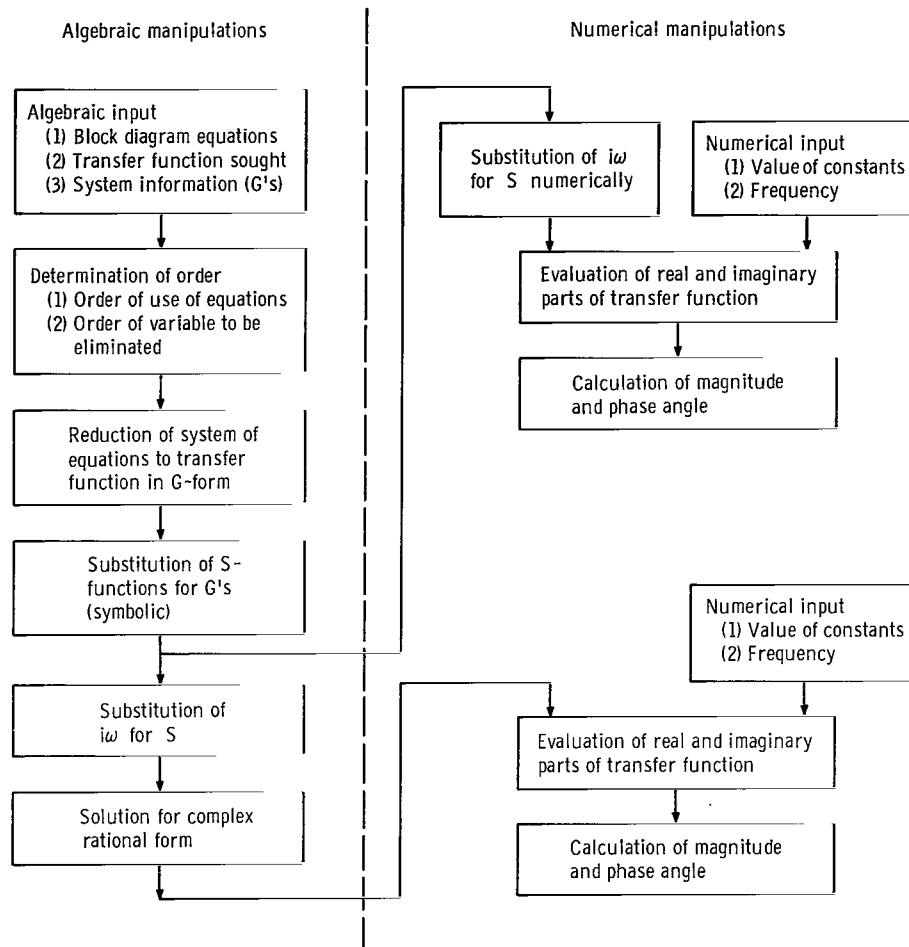 Algebraic manipulations
Algebraic input
(1) Block diagram equations
(2) Transfer function sought
(3) System information (G's)
Determination of order
(1) Order of use of equations
(2) Order of variable to be
eliminated
Reduction of system of
equations to transfer
function in G-form
Substitution of S-
functions for G's
(symbolic)
Substitution of
iω for S
Solution for complex
rational form
Numerical manipulations
Substitution of iω
for S numerically
Numerical input
(1) Value of constants
(2) Frequency
Evaluation of real and imaginary
parts of transfer function
Calculation of magnitude
and phase angle
Numerical input
(1) Value of constants
(2) Frequency
Evaluation of real and imaginary
parts of transfer function
Calculation of magnitude
and phase angle